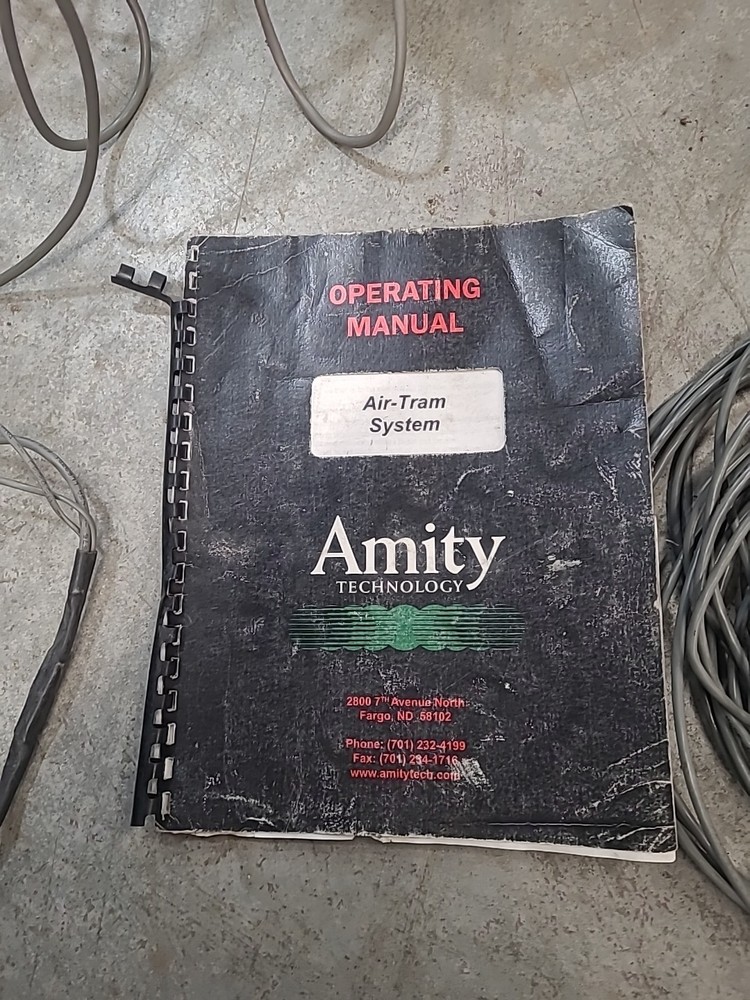 OPERATING
MANUAL
Air-Tram
System
Amity
TECHNOLOGY
2800 7TH Avenue North
Fargo, ND 58102
Phone: (701) 232-4199
Fax: (701) 234-1716
www.amitytech.com